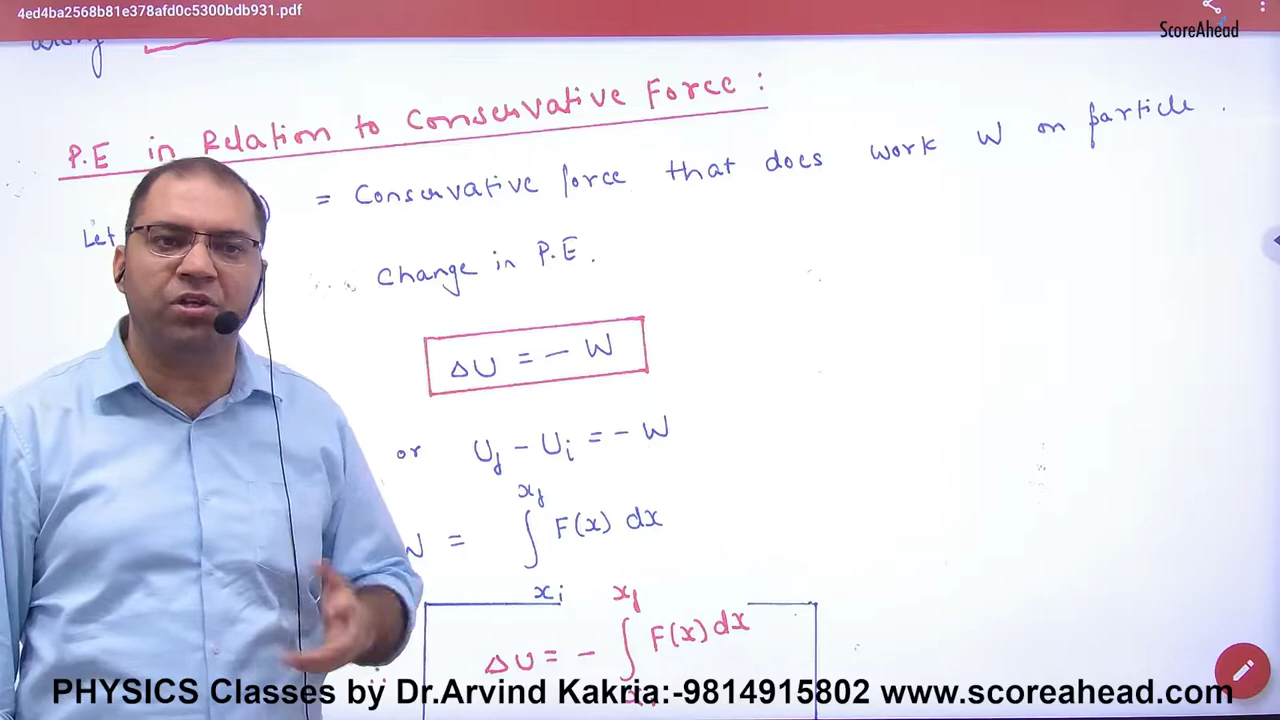 4ed4ba2568b81e378afd0c5300bdb931.pdf
ScoreAhead
along
P.E in Relation to Conservative Force :
Let = Conservative force that does work W on particle .
Change in P.E .
ΔU = - W
or U_f - U_i = - W
W = ∫_{x_i}^{x_f} F(x) dx
ΔU = - ∫^{x_f} F(x) dx
PHYSICS Classes by Dr.Arvind Kakria:-9814915802 www.scoreahead.com